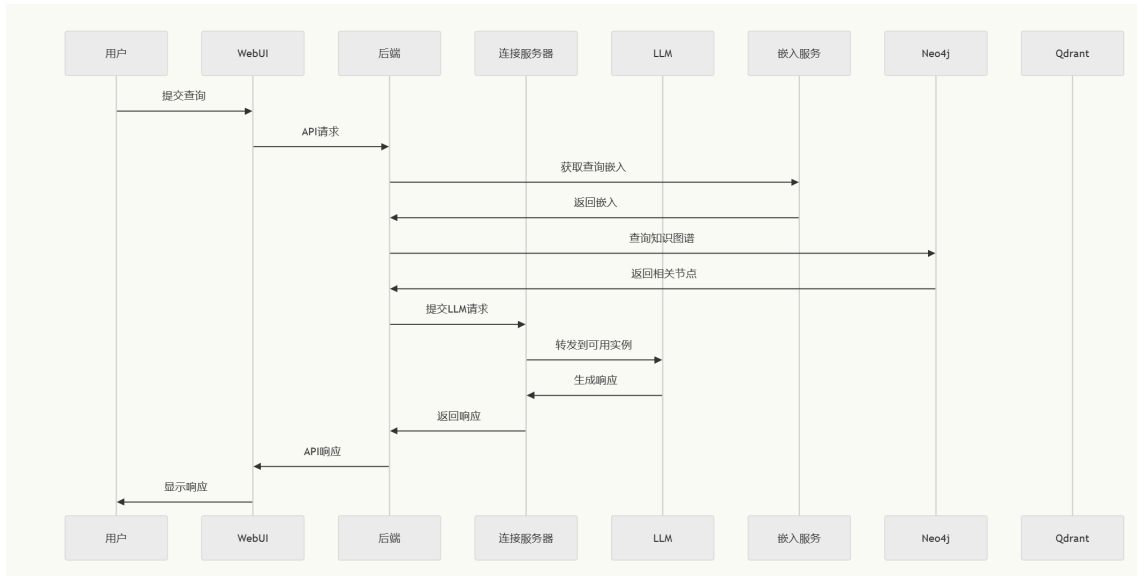 用户
WebUI
后端
连接服务器
LLM
嵌入服务
Neo4j
Qdrant
提交查询
API请求
获取查询嵌入
返回嵌入
查询知识图谱
返回相关节点
提交LLM请求
转发到可用实例
生成响应
返回响应
API响应
显示响应
用户
WebUI
后端
连接服务器
LLM
嵌入服务
Neo4j
Qdrant